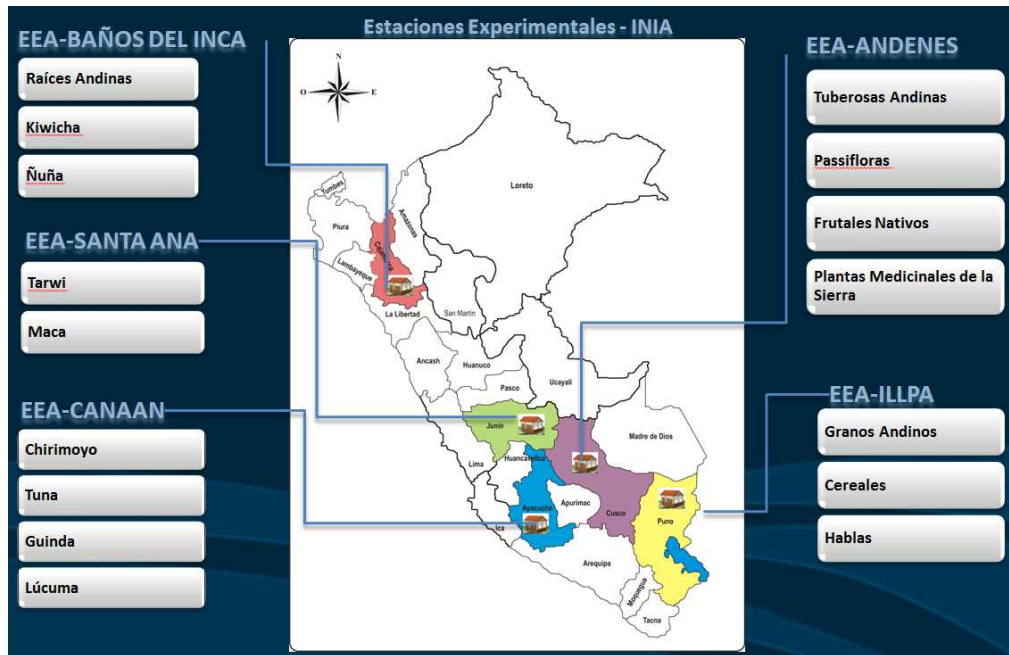 Estaciones Experimentales - INIA
EEA-BAÑOS DEL INCA
Raíces Andinas
Kiwicha
Ñuña
EEA-SANTA ANA
Tarwi
Maca
EEA-CANAAN
Chirimoyo
Tuna
Guinda
Lúcuma
N
O
E
Tumbes
Piura
Lambayeque
Cajamarca
Amazonas
Loreto
La Libertad
San Martín
Ancash
Huanuco
Pasco
Ucayali
Junín
Lima
Huancavelica
Madre de Dios
Ayacucho
Apurimac
Cusco
Ica
Puno
Arequipa
Moquegua
Tacna
EEA-ANDENES
Tuberosas Andinas
Passifloras
Frutales Nativos
Plantas Medicinales de la
Sierra
EEA-ILLPA
Granos Andinos
Cereales
Hablas